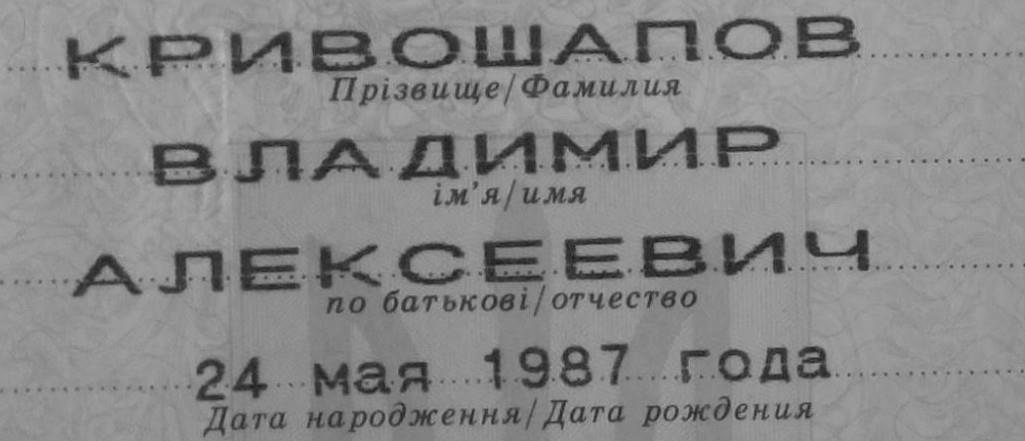 КРИВОШАПОВ
Прізвище/Фамилия
ВЛАДИМИР
ім'я/имя
АЛЕКСЕЕВИЧ
по батькові/отчество
24 мая 1987 года
Дата народження/Дата рождения